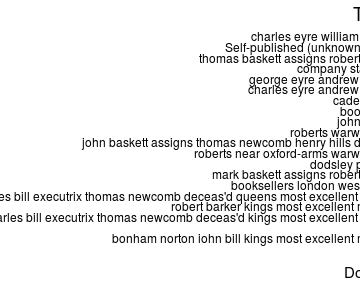 T
charles eyre william
Self-published (unknown
thomas baskett assigns robert
company sta
george eyre andrew
charles eyre andrew
cade
boo
john
roberts warw
john baskett assigns thomas newcomb henry hills d
roberts near oxford-arms warw
dodsley p
mark baskett assigns robert
booksellers london wes
es bill executrix thomas newcomb deceas'd queens most excellent
robert barker kings most excellent m
arles bill executrix thomas newcomb deceas'd kings most excellent
bonham norton iohn bill kings most excellent m
Do